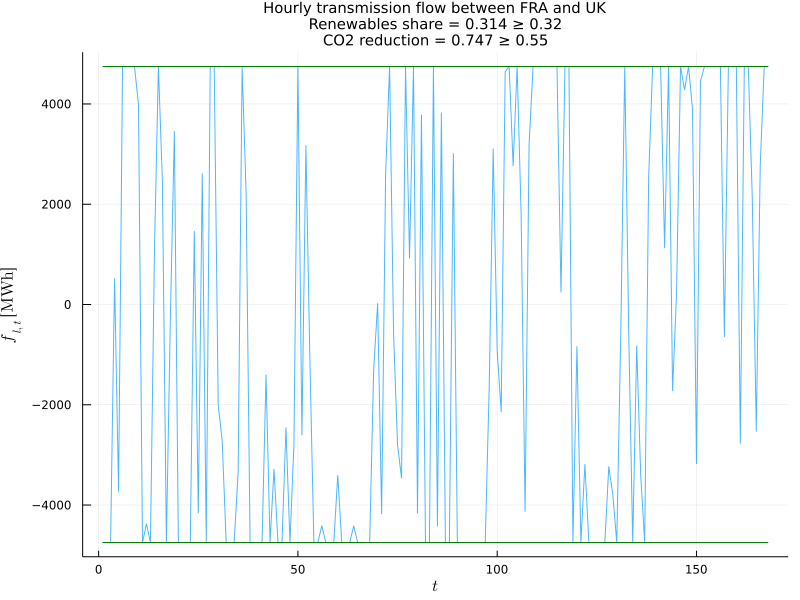 Hourly transmission flow between FRA and UK
Renewables share = 0.314 ≥ 0.32
CO2 reduction = 0.747 ≥ 0.55
4000
2000
0
−2000
−4000
f_{l,t} [MWh]
0 50 100 150
t